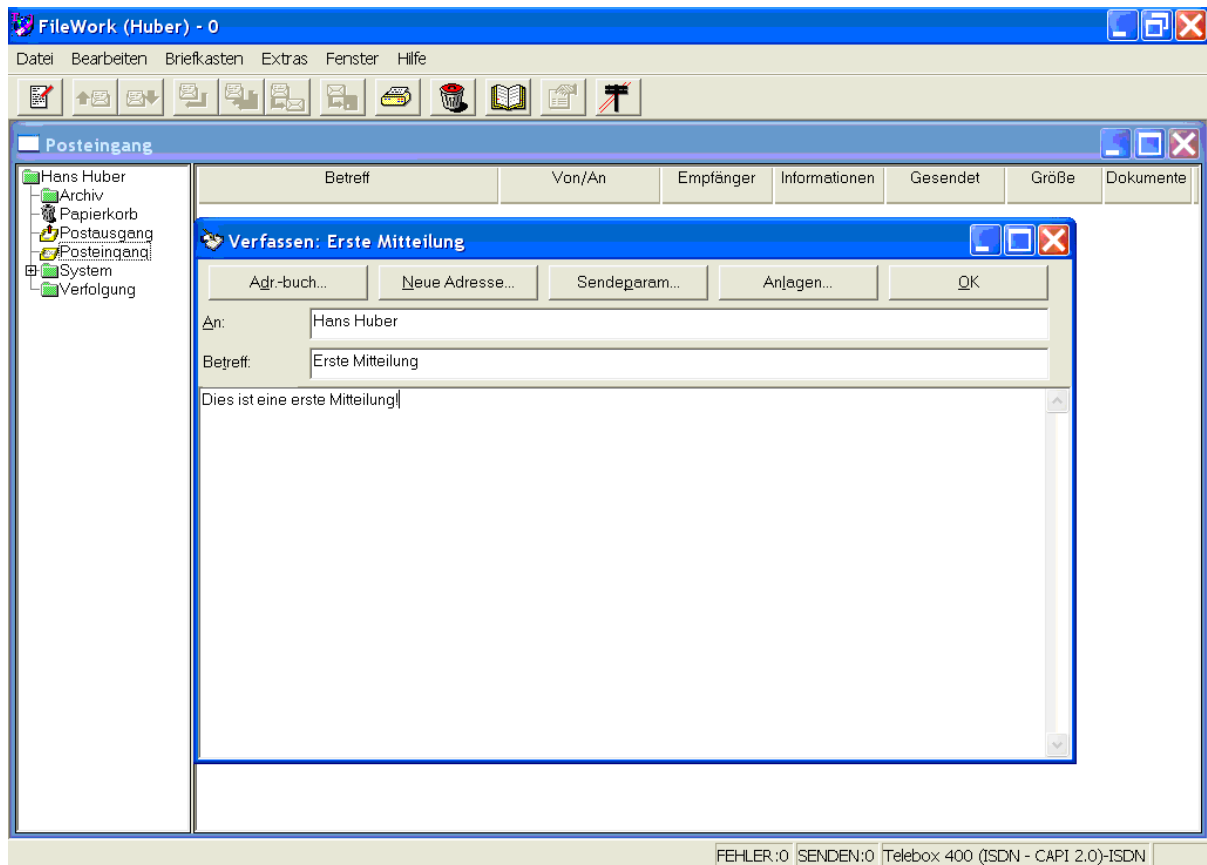 FileWork (Huber) - 0
Datei Bearbeiten Briefkasten Extras Fenster Hilfe
Posteingang
Hans Huber
Archiv
Papierkorb
Postausgang
Posteingang
System
Verfolgung
Betreff Von/An Empfänger Informationen Gesendet Größe Dokumente
Verfassen: Erste Mitteilung
Adr.-buch... Neue Adresse... Sendeparam... Anlagen... OK
An: Hans Huber
Betreff: Erste Mitteilung
Dies ist eine erste Mitteilung!
FEHLER:0 SENDEN:0 Telebox 400 (ISDN - CAPI 2.0)-ISDN